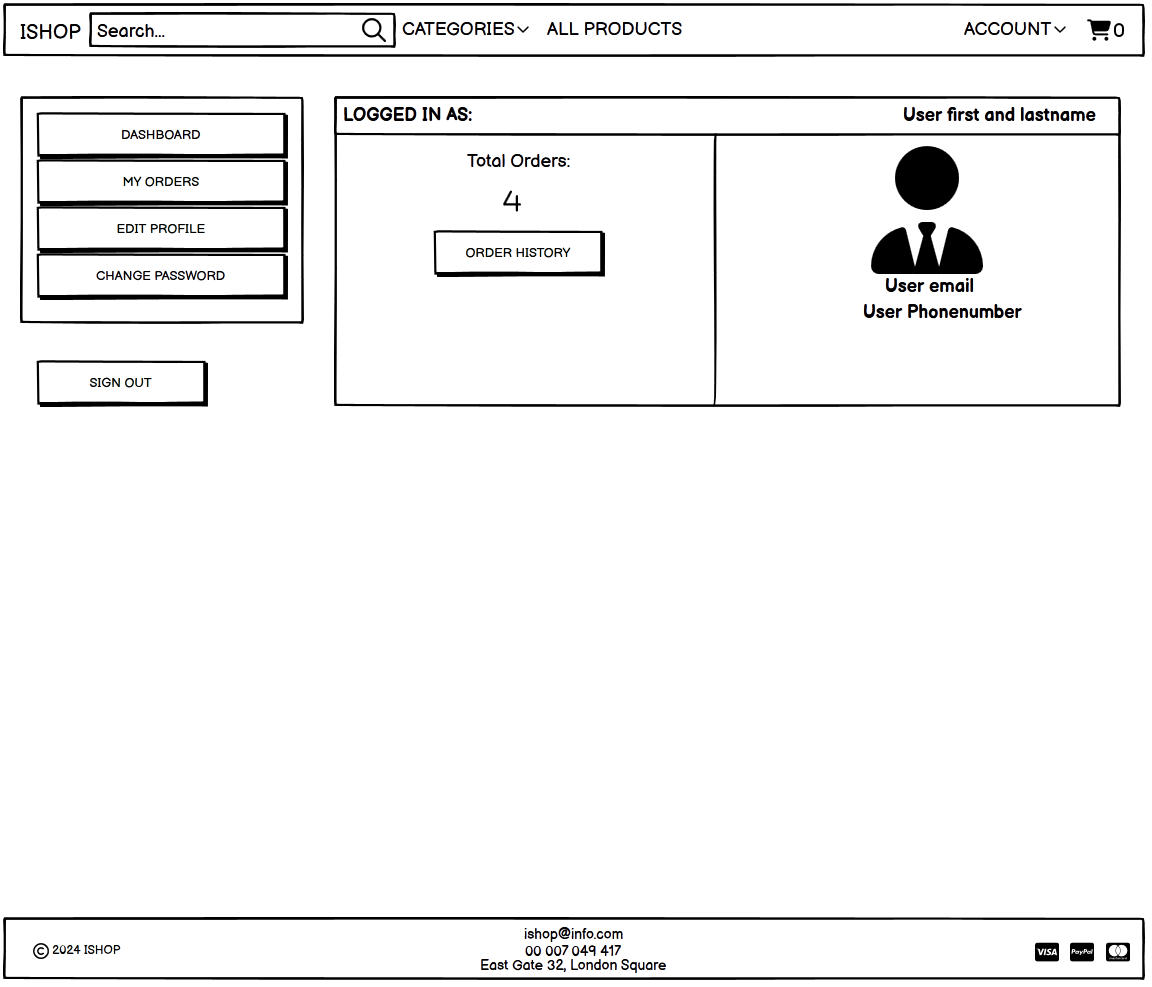 ISHOP
Search...
CATEGORIES
ALL PRODUCTS
ACCOUNT
0
DASHBOARD
MY ORDERS
EDIT PROFILE
CHANGE PASSWORD
SIGN OUT
LOGGED IN AS:
User first and lastname
Total Orders:
4
ORDER HISTORY
User email
User Phonenumber
© 2024 ISHOP
ishop@info.com
00 007 049 417
East Gate 32, London Square
VISA
PayPal